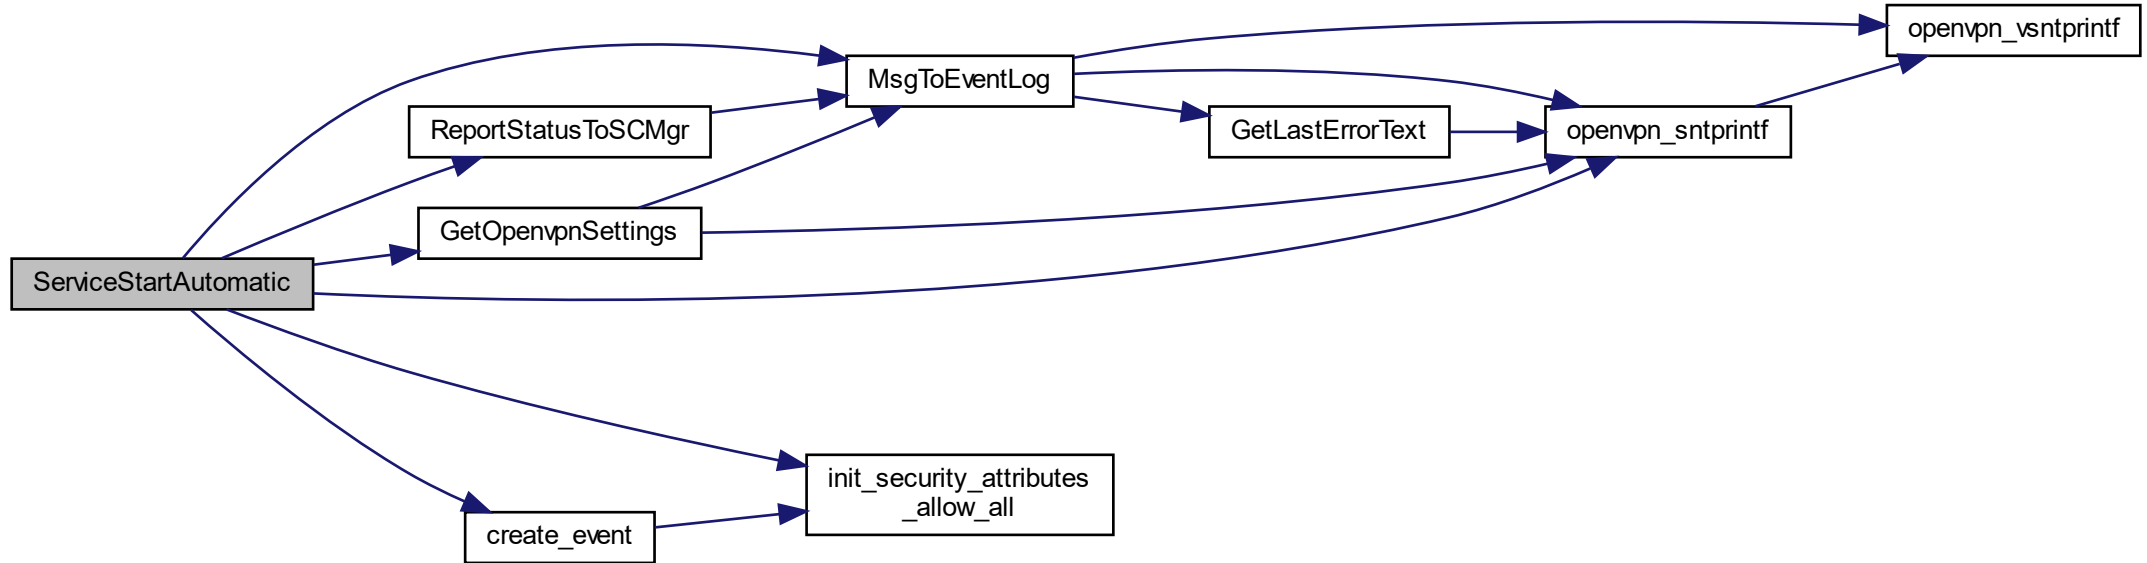 openvpn_vsntprintf
MsgToEventLog
ReportStatusToSCMgr
GetLastErrorText
openvpn_sntprintf
GetOpenvpnSettings
ServiceStartAutomatic
init_security_attributes
_allow_all
create_event